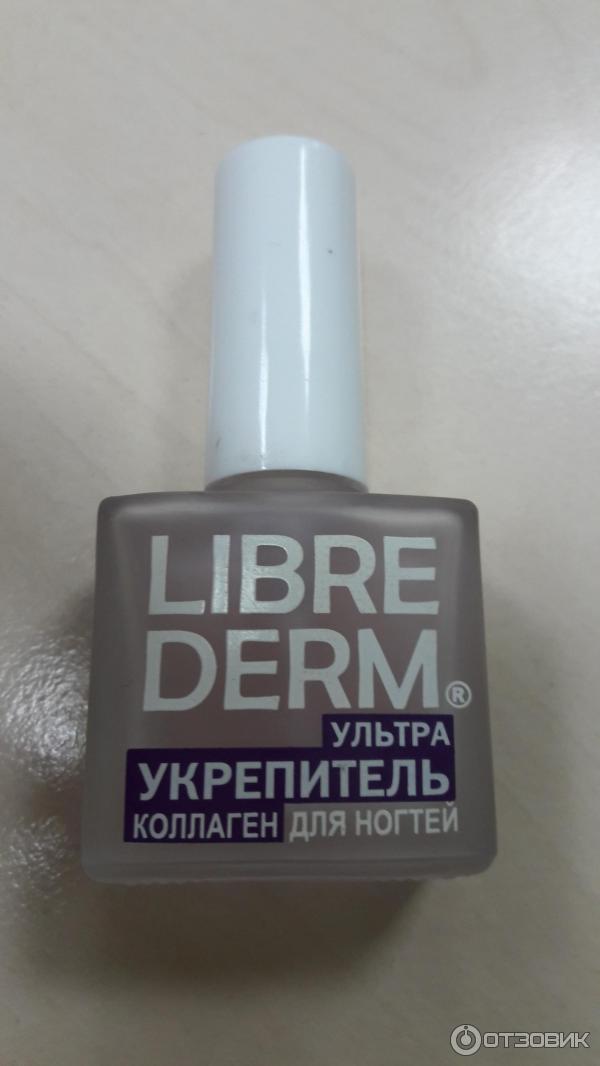 LIBRE
DERM®
УЛЬТРА
УКРЕПИТЕЛЬ
КОЛЛАГЕН ДЛЯ НОГТЕЙ
ОТЗОВИК